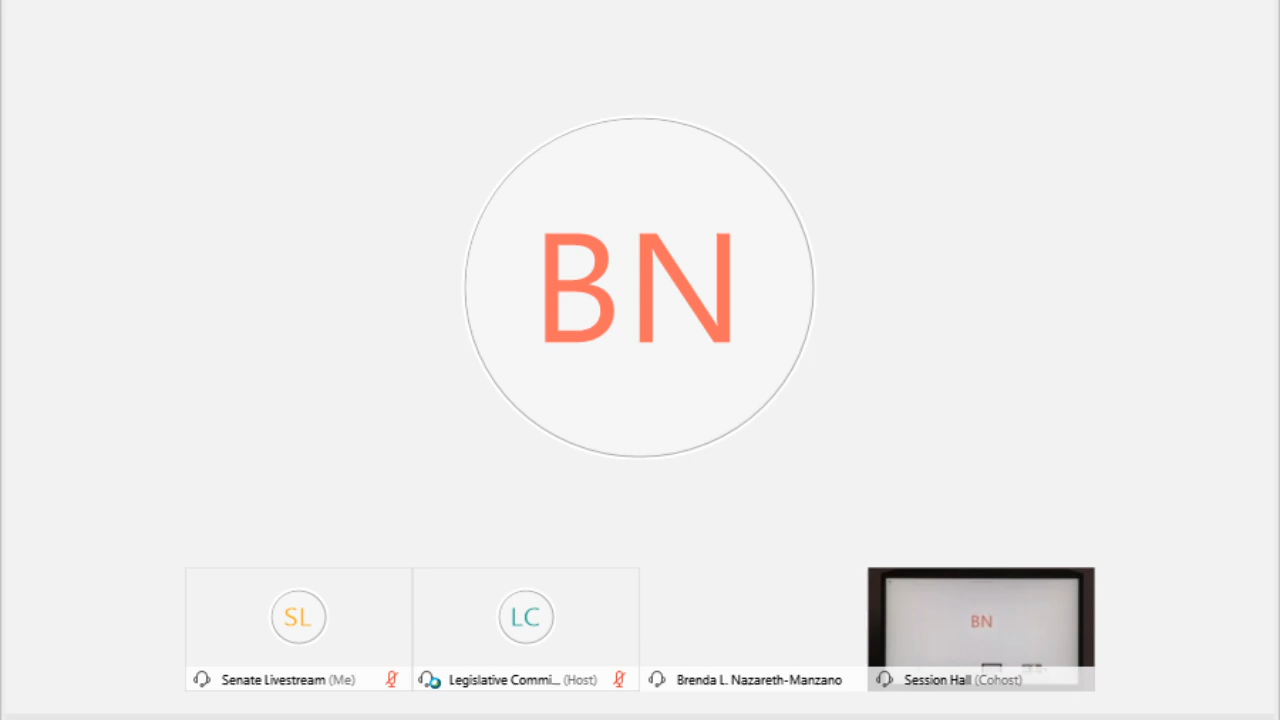 BN
SL
LC
BN
Senate Livestream (Me)
Legislative Commi... (Host)
Brenda L. Nazareth-Manzano
Session Hall (Cohost)